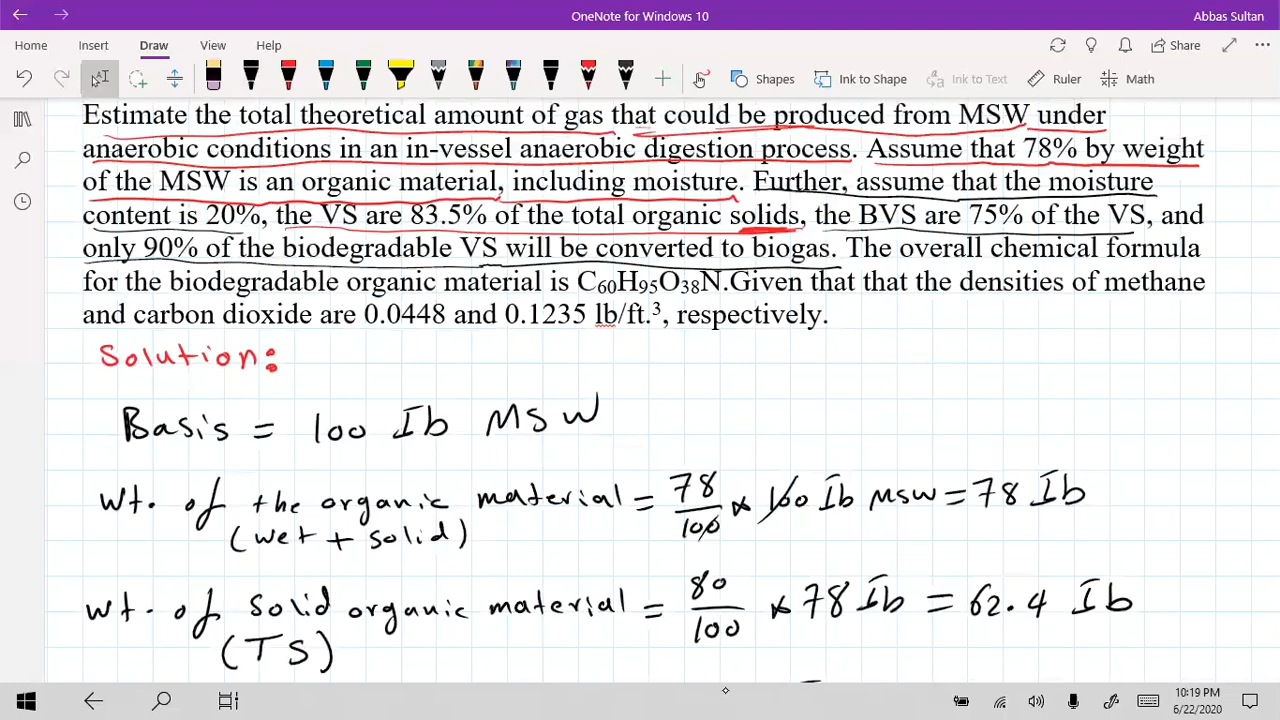 OneNote for Windows 10
Abbas Sultan
Home Insert Draw View Help
Share
Shapes Ink to Shape Ink to Text Ruler Math
Estimate the total theoretical amount of gas that could be produced from MSW under
anaerobic conditions in an in-vessel anaerobic digestion process. Assume that 78% by weight
of the MSW is an organic material, including moisture. Further, assume that the moisture
content is 20%, the VS are 83.5% of the total organic solids, the BVS are 75% of the VS, and
only 90% of the biodegradable VS will be converted to biogas. The overall chemical formula
for the biodegradable organic material is C₆₀H₉₅O₃₈N.Given that that the densities of methane
and carbon dioxide are 0.0448 and 0.1235 lb/ft.³, respectively.
Solution:
Basis = 100 Ib MSW
Wt. of the organic material = 78/100 * 100 Ib MSW = 78 Ib
(wet + solid)
wt. of solid organic material = 80/100 * 78 Ib = 62.4 Ib
(TS)
10:19 PM
6/22/2020